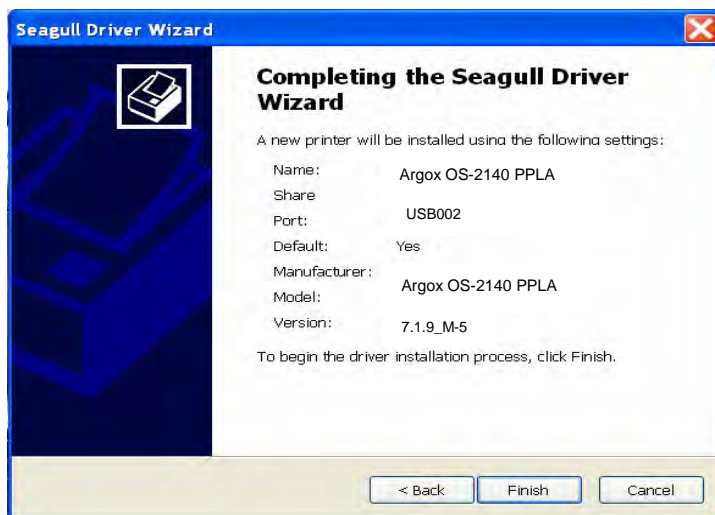 Seagull Driver Wizard
Completing the Seagull Driver
Wizard
A new printer will be installed using the following settings:
Name: Argox OS-2140 PPLA
Share
Port: USB002
Default: Yes
Manufacturer:
Model: Argox OS-2140 PPLA
Version: 7.1.9_M-5
To begin the driver installation process, click Finish.
< Back Finish Cancel